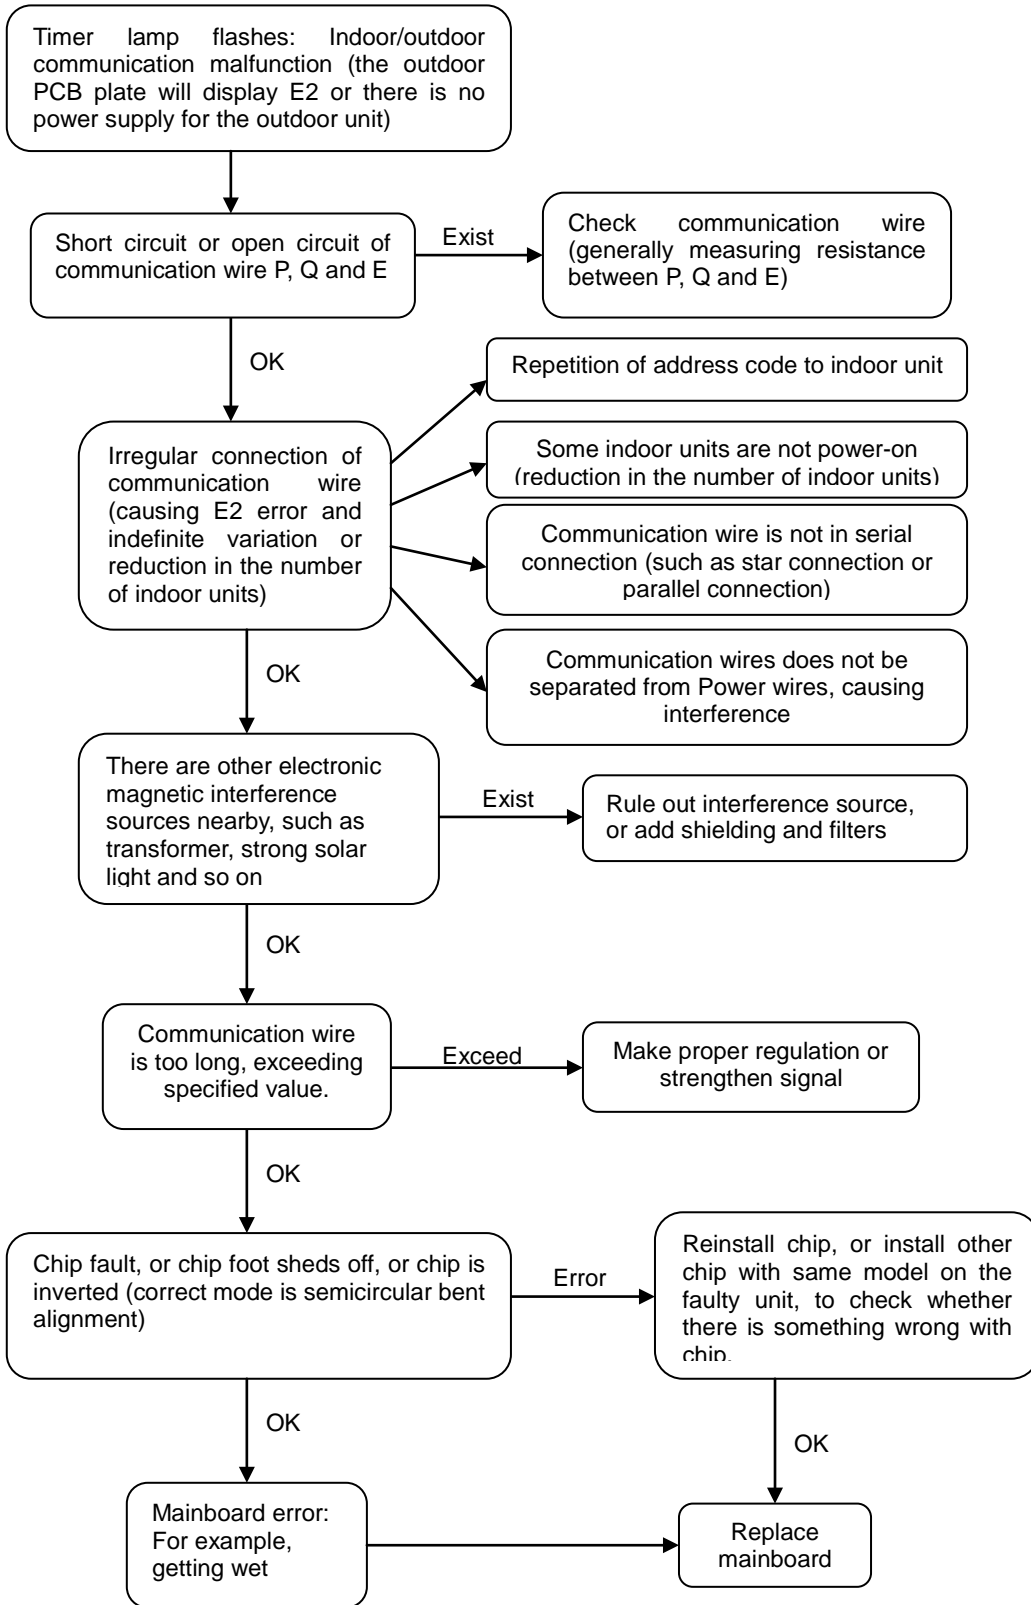 Timer lamp flashes: Indoor/outdoor
communication malfunction (the outdoor
PCB plate will display E2 or there is no
power supply for the outdoor unit)
Short circuit or open circuit of
communication wire P, Q and E
Exist
Check communication wire
(generally measuring resistance
between P, Q and E)
OK
Repetition of address code to indoor unit
Irregular connection of
communication wire
(causing E2 error and
indefinite variation or
reduction in the number
of indoor units)
Some indoor units are not power-on
(reduction in the number of indoor units)
Communication wire is not in serial
connection (such as star connection or
parallel connection)
Communication wires does not be
separated from Power wires, causing
interference
OK
There are other electronic
magnetic interference
sources nearby, such as
transformer, strong solar
light and so on
Exist
Rule out interference source,
or add shielding and filters
OK
Communication wire
is too long, exceeding
specified value.
Exceed
Make proper regulation or
strengthen signal
OK
Chip fault, or chip foot sheds off, or chip is
inverted (correct mode is semicircular bent
alignment)
Error
Reinstall chip, or install other
chip with same model on the
faulty unit, to check whether
there is something wrong with
chip.
OK
OK
Mainboard error:
For example,
getting wet
Replace
mainboard